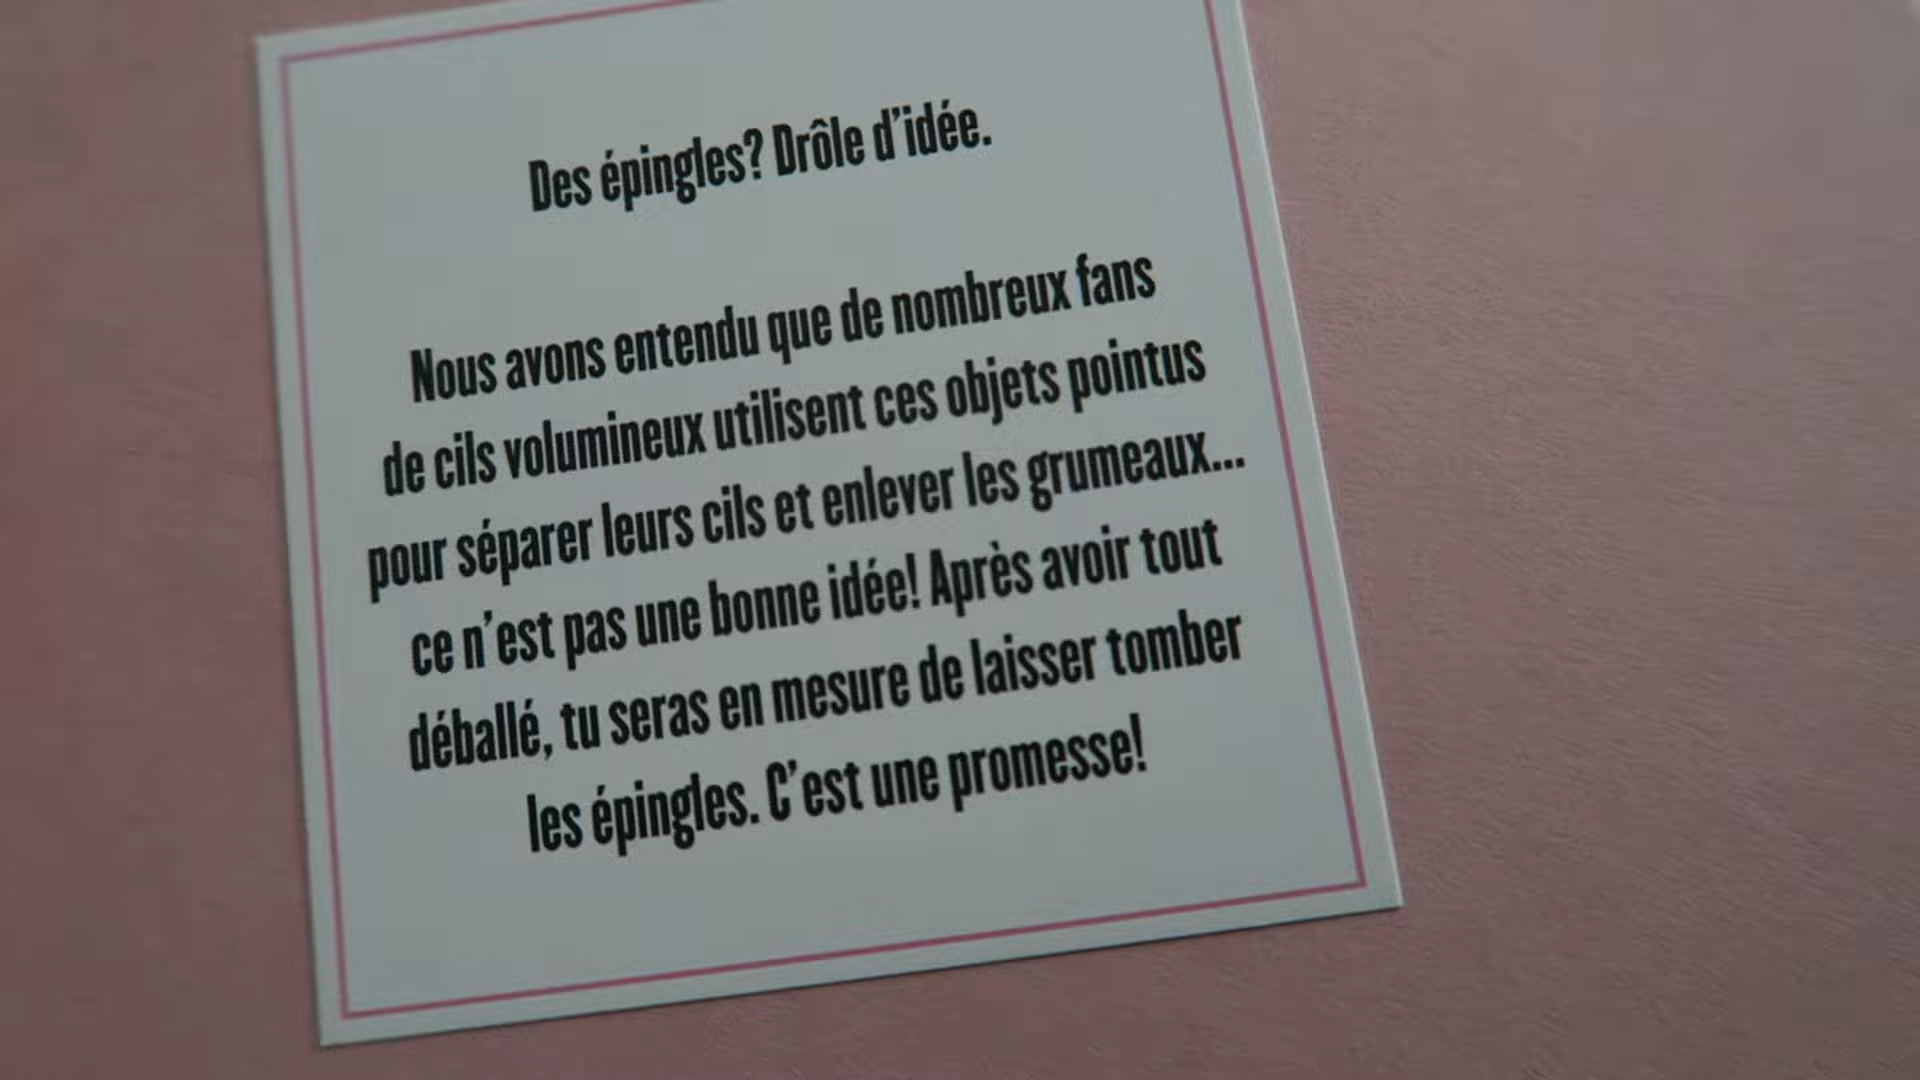 Des épingles? Drôle d'idée.
Nous avons entendu que de nombreux fans
de cils volumineux utilisent ces objets pointus
pour séparer leurs cils et enlever les grumeaux...
ce n'est pas une bonne idée! Après avoir tout
déballé, tu seras en mesure de laisser tomber
les épingles. C'est une promesse!